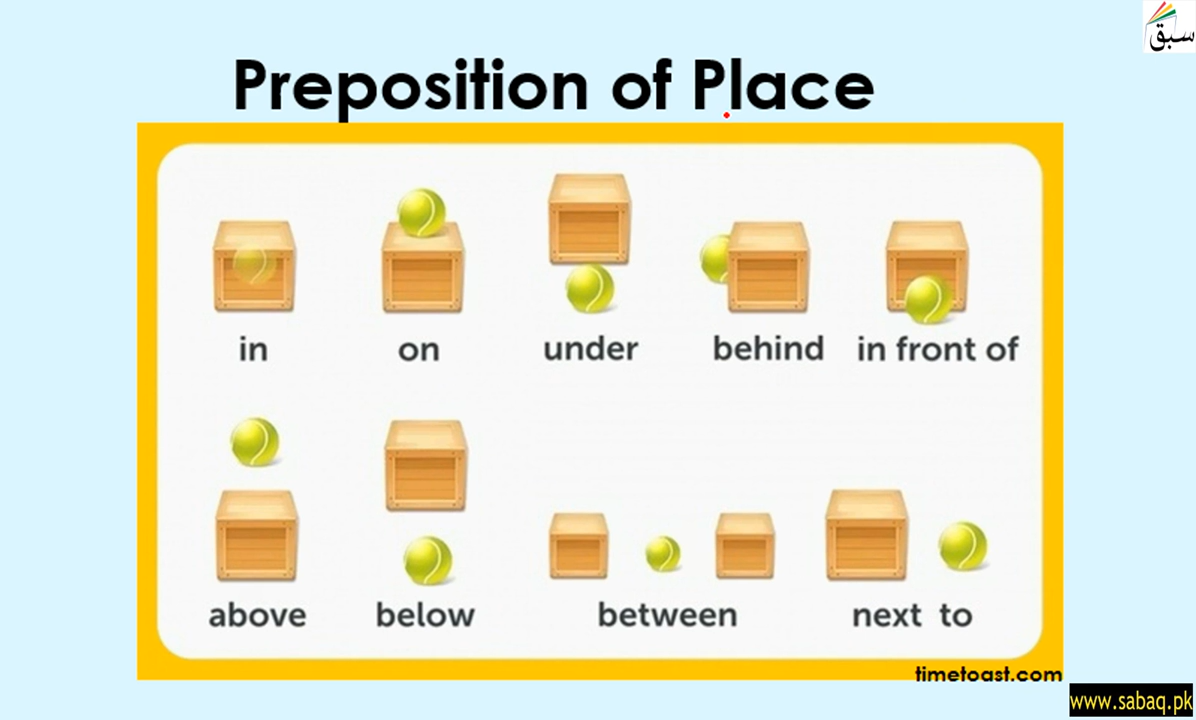 سبق
Preposition of Place
in on under behind in front of
above below between next to
timetoast.com
www.sabaq.pk